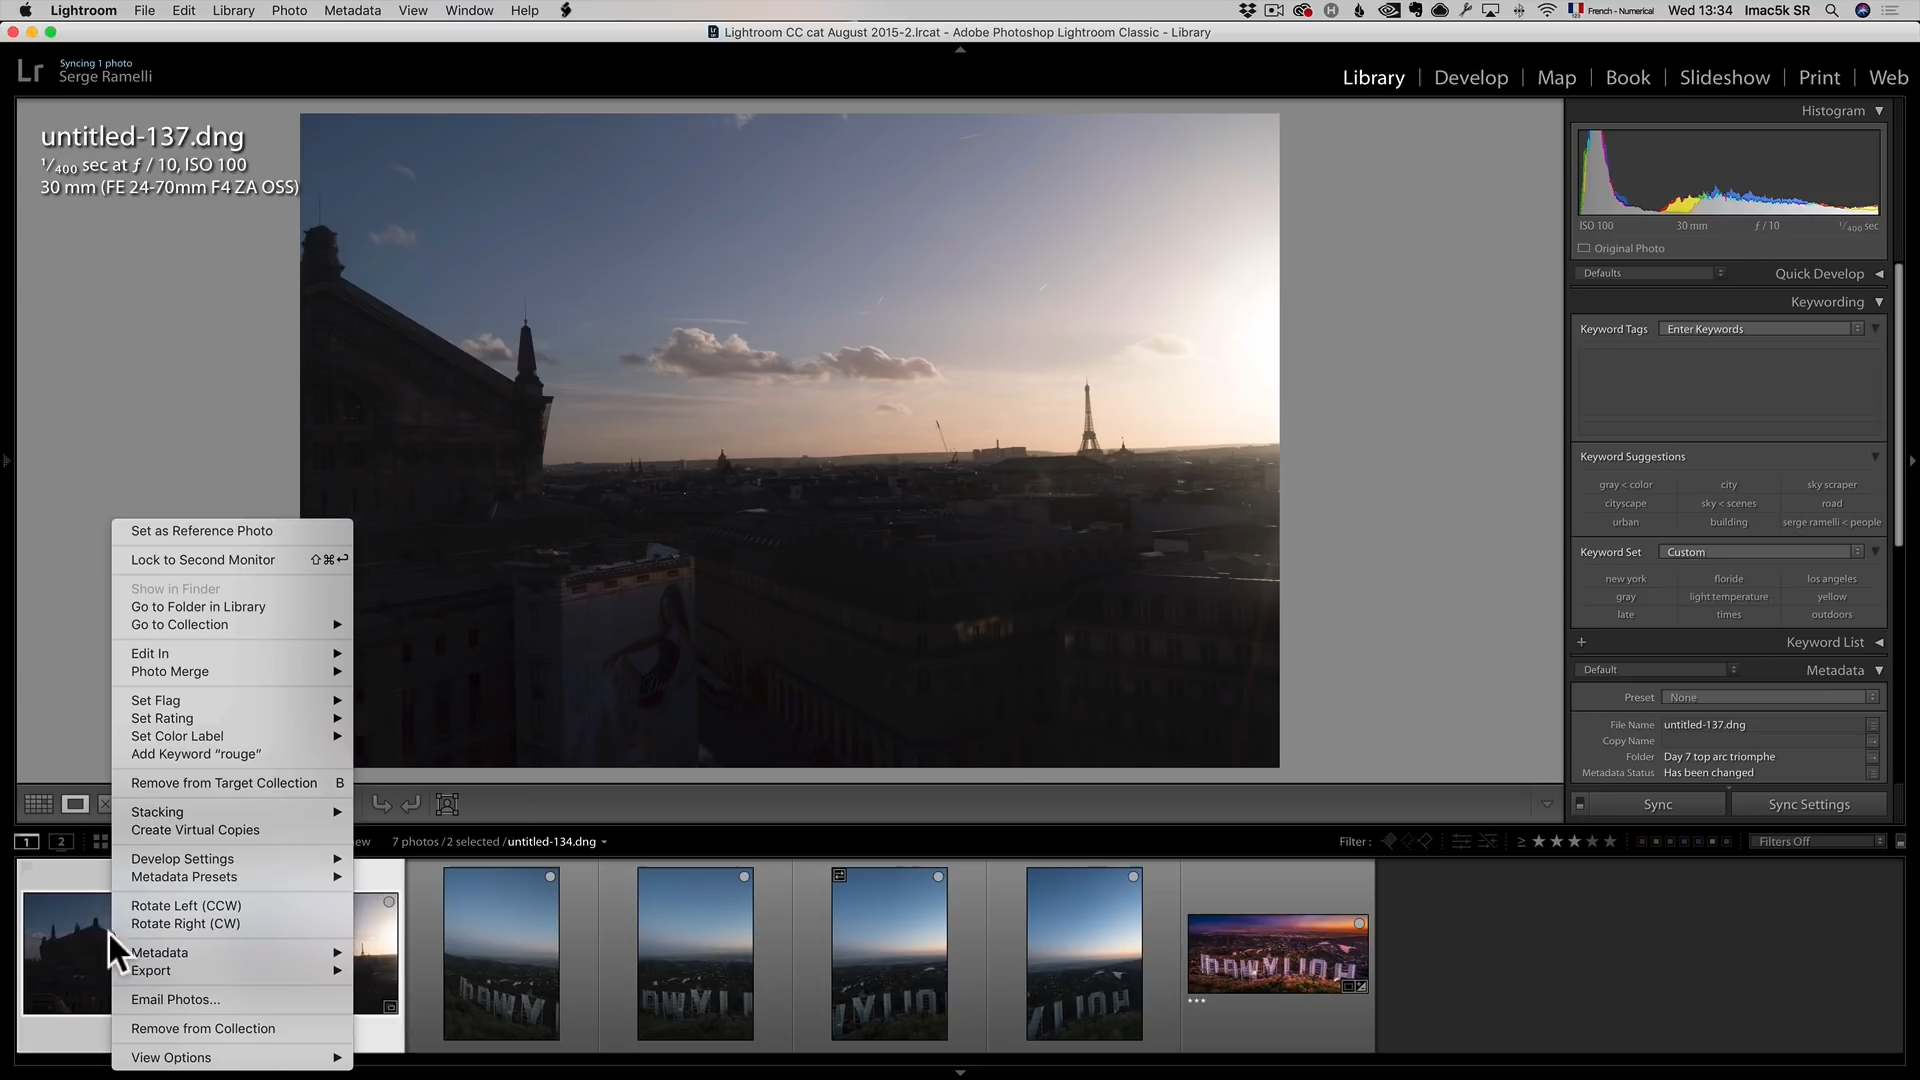 Lightroom File Edit Library Photo Metadata View Window Help French - Numerical Wed 13:34 Imac5k SR
Lightroom CC cat August 2015-2.lrcat - Adobe Photoshop Lightroom Classic - Library
Lr
Syncing 1 photo
Serge Ramelli
Library | Develop | Map | Book | Slideshow | Print | Web
untitled-137.dng
1/400 sec at ƒ / 10, ISO 100
30 mm (FE 24-70mm F4 ZA OSS)
Histogram
ISO 100 30 mm ƒ / 10 1/400 sec
Original Photo
Defaults Quick Develop
Keywording
Keyword Tags Enter Keywords
Keyword Suggestions
gray < color city sky scraper
cityscape sky < scenes road
urban building serge ramelli < people
Keyword Set Custom
new york floride los angeles
gray light temperature yellow
late times outdoors
+ Keyword List
Default Metadata
Preset None
File Name untitled-137.dng
Copy Name
Folder Day 7 top arc triomphe
Metadata Status Has been changed
Sync Sync Settings
Set as Reference Photo
Lock to Second Monitor ⇧⌘↩
Show in Finder
Go to Folder in Library
Go to Collection
Edit In
Photo Merge
Set Flag
Set Rating
Set Color Label
Add Keyword “rouge”
Remove from Target Collection B
Stacking
Create Virtual Copies
Develop Settings
Metadata Presets
Rotate Left (CCW)
Rotate Right (CW)
Metadata
Export
Email Photos...
Remove from Collection
View Options
1 2 ew 7 photos / 2 selected / untitled-134.dng Filter : ≥ ★★★★★ Filters Off